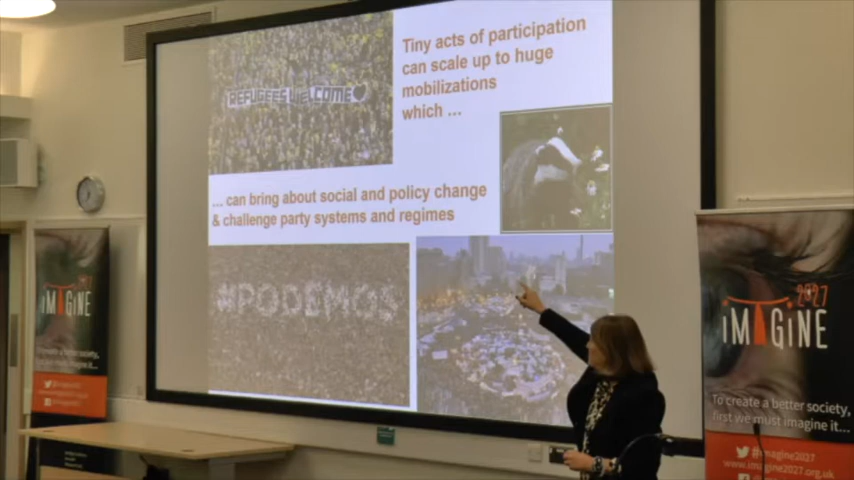 Tiny acts of participation
can scale up to huge
mobilizations
which ...
REFUGEES WELCOME
... can bring about social and policy change
& challenge party systems and regimes
#PODEMOS
2027
iMAGiNE
iMAGiNE
To create a better society,
first we must imagine it...
#imagine2027
www.imagine2027.org.uk